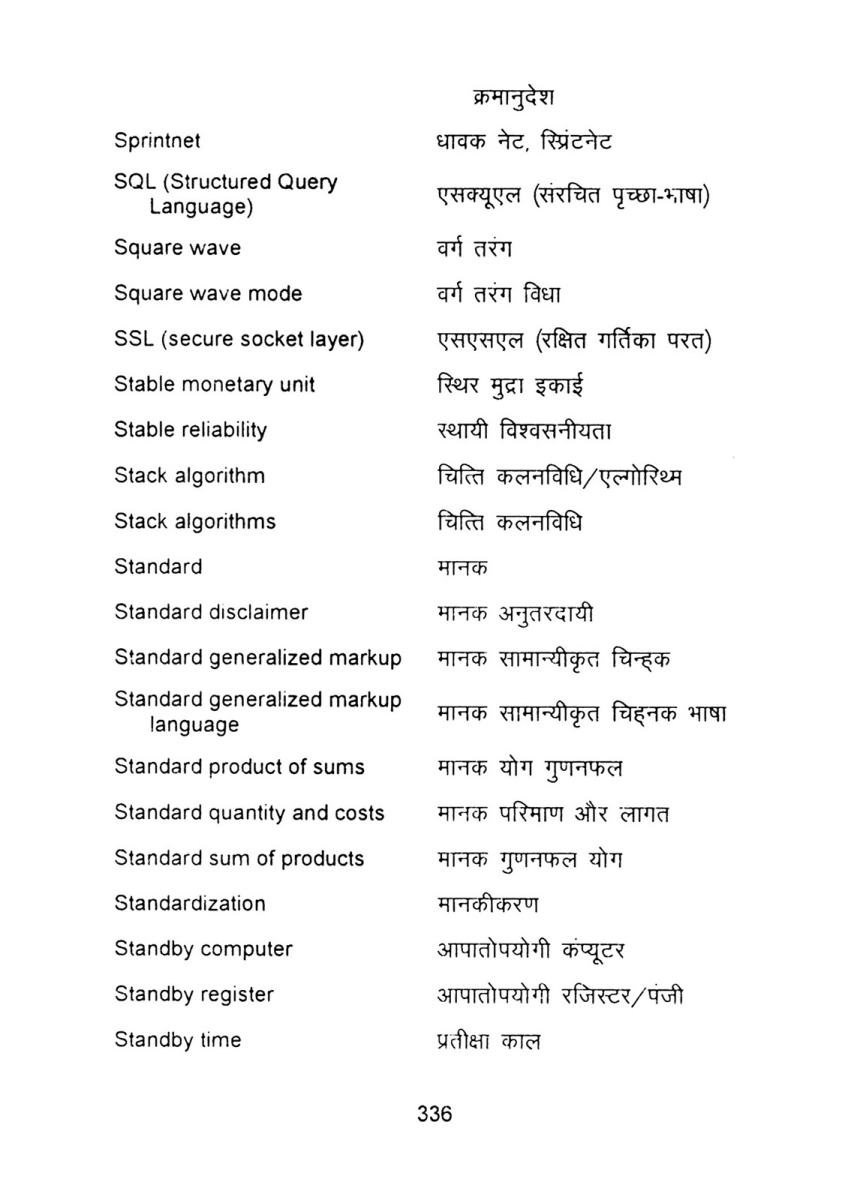 क्रमानुदेश
Sprintnet धावक नेट, स्प्रिंटनेट
SQL (Structured Query
Language) एसक्यूएल (संरचित पृच्छा-भाषा)
Square wave वर्ग तरंग
Square wave mode वर्ग तरंग विधा
SSL (secure socket layer) एसएसएल (रक्षित गर्तिका परत)
Stable monetary unit स्थिर मुद्रा इकाई
Stable reliability स्थायी विश्वसनीयता
Stack algorithm चित्ति कलनविधि/एल्गोरिथ्म
Stack algorithms चित्ति कलनविधि
Standard मानक
Standard disclaimer मानक अनुतरदायी
Standard generalized markup मानक सामान्यीकृत चिन्हक
Standard generalized markup
language मानक सामान्यीकृत चिह्नक भाषा
Standard product of sums मानक योग गुणनफल
Standard quantity and costs मानक परिमाण और लागत
Standard sum of products मानक गुणनफल योग
Standardization मानकीकरण
Standby computer आपातोपयोगी कंप्यूटर
Standby register आपातोपयोगी रजिस्टर/पंजी
Standby time प्रतीक्षा काल
336